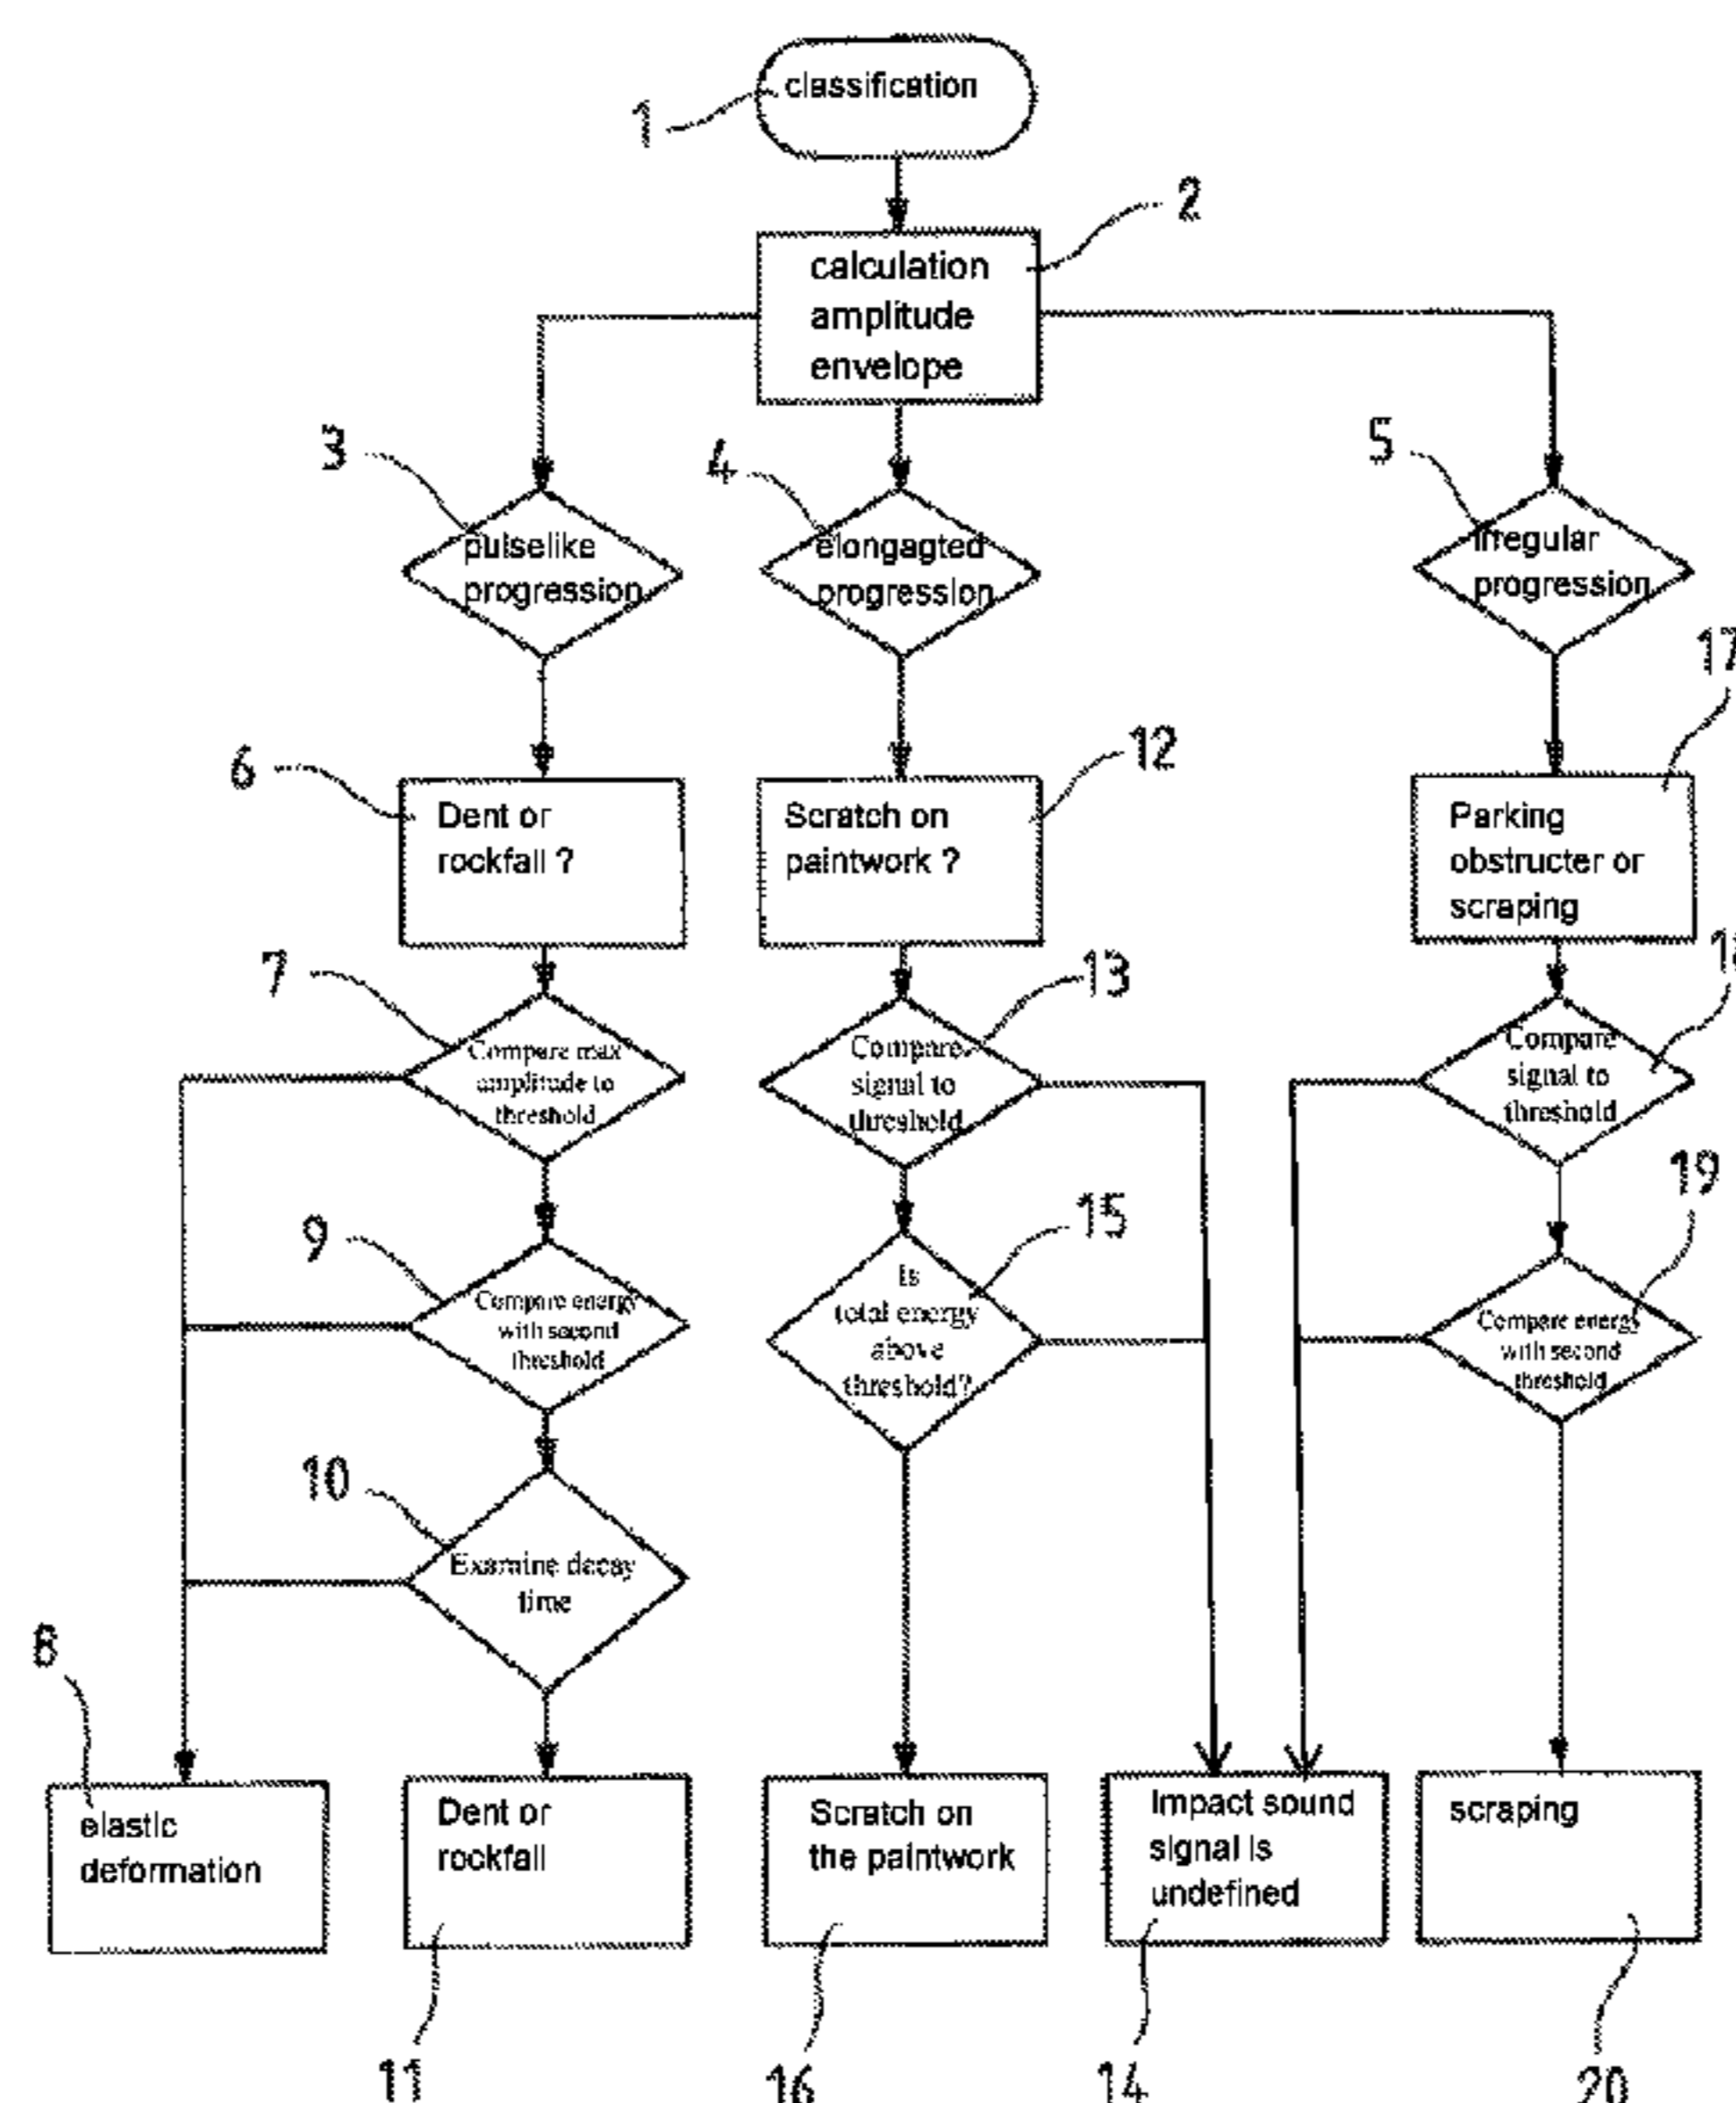 classification
1
2
calculation
amplitude
envelope
3
4
5
pulselike
progression
elongagted
progression
irregular
progression
17
6
12
Dent or
rockfall ?
Scratch on
paintwork ?
Parking
obstructer or
scraping
7
13
Compare max
amplitude to
threshold
Compare
signal to
threshold
Compare
signal to
threshold
9
15
19
Compare energy
with second
threshold
Is
total energy
above
threshold?
Compare energy
with second
threshold
10
Examine decay
time
elastic
deformation
Dent or
rockfall
Scratch on
the paintwork
Impact sound
signal is
undefined
scraping
11
16
14
20